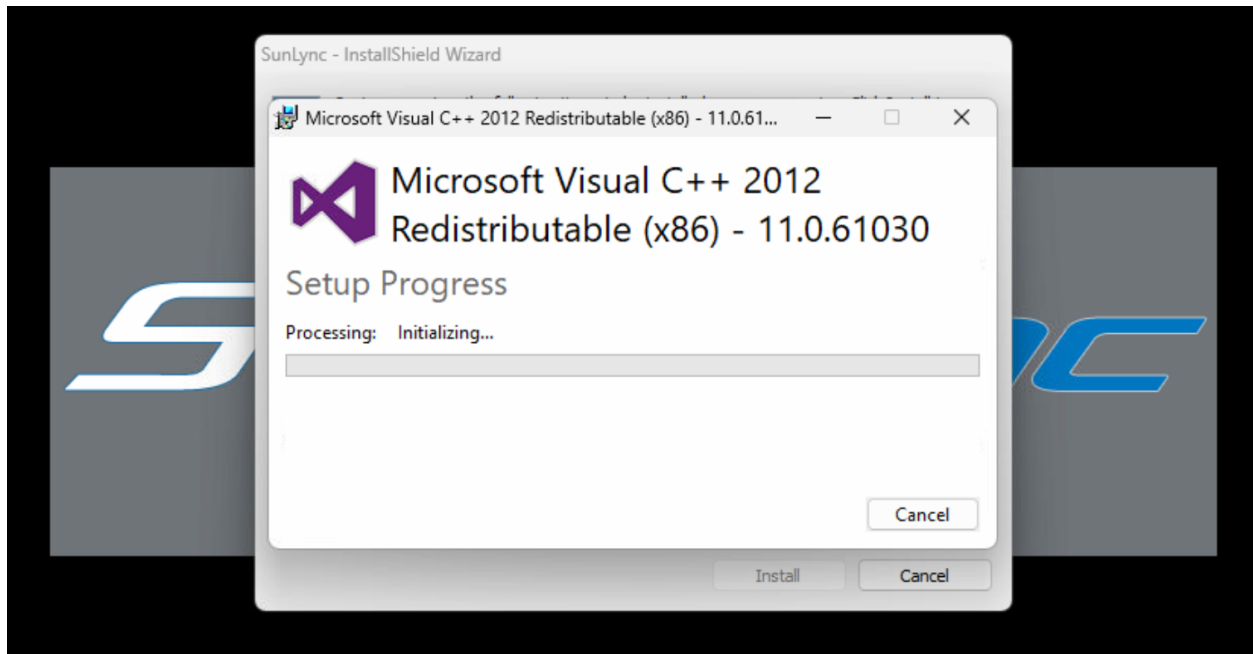 SunLync - InstallShield Wizard
Microsoft Visual C++ 2012 Redistributable (x86) - 11.0.61...
Microsoft Visual C++ 2012
Redistributable (x86) - 11.0.61030
Setup Progress
Processing: Initializing...
Cancel
Install
Cancel